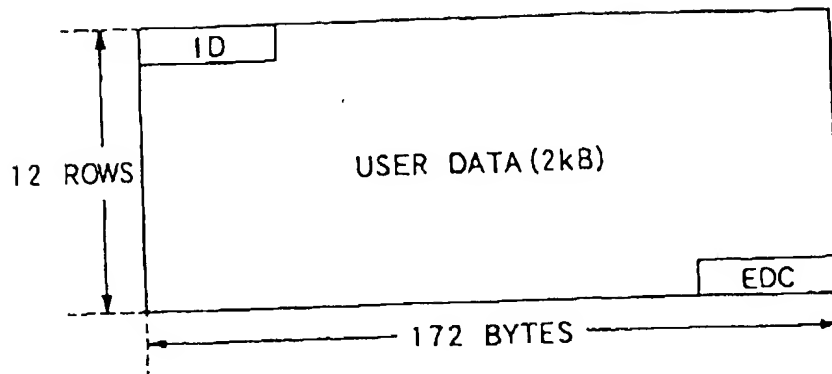 ID
12 ROWS
USER DATA (2kB)
EDC
172 BYTES